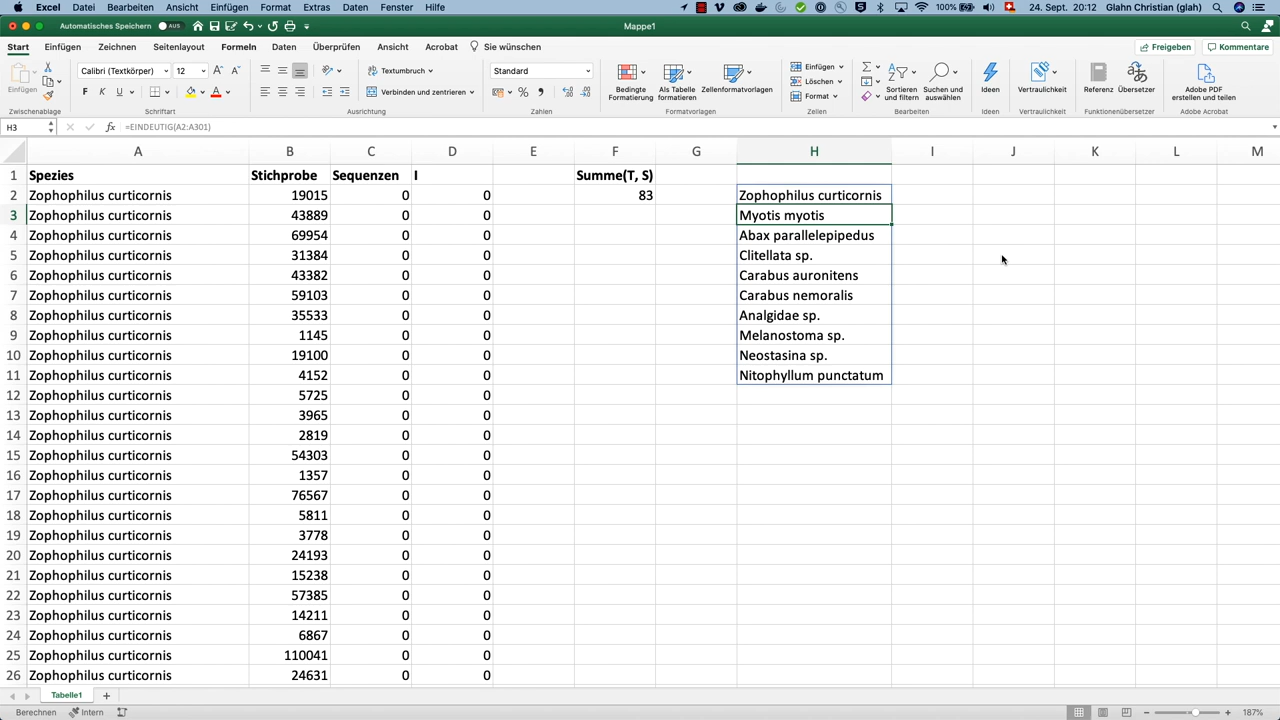 Excel Datei Bearbeiten Ansicht Einfügen Format Extras Daten Fenster Hilfe 100% 24. Sept. 20:12 Glahn Christian (glah)
Automatisches Speichern AUS Mappe1
Start Einfügen Zeichnen Seitenlayout Formeln Daten Überprüfen Ansicht Acrobat Sie wünschen Freigeben Kommentare
Einfügen Calibri (Textkörper) 12 Textumbruch Standard Bedingte Formatierung Als Tabelle formatieren Zellenformatvorlagen Einfügen Sortieren und filtern Suchen und auswählen Ideen Vertraulichkeit Referenz Übersetzer Adobe PDF erstellen und teilen
Löschen
F K U Verbinden und zentrieren Format
Zwischenablage Schriftart Ausrichtung Zahlen Formatvorlagen Zellen Bearbeiten Ideen Vertraulichkeit Funktionenübersetzer Adobe Acrobat
H3 fx =EINDEUTIG(A2:A301)
A B C D E F G H I J K L M
1 Spezies Stichprobe Sequenzen I Summe(T, S)
2 Zophophilus curticornis 19015 0 0 83 Zophophilus curticornis
3 Zophophilus curticornis 43889 0 0 Myotis myotis
4 Zophophilus curticornis 69954 0 0 Abax parallelepipedus
5 Zophophilus curticornis 31384 0 0 Clitellata sp.
6 Zophophilus curticornis 43382 0 0 Carabus auronitens
7 Zophophilus curticornis 59103 0 0 Carabus nemoralis
8 Zophophilus curticornis 35533 0 0 Analgidae sp.
9 Zophophilus curticornis 1145 0 0 Melanostoma sp.
10 Zophophilus curticornis 19100 0 0 Neostasina sp.
11 Zophophilus curticornis 4152 0 0 Nitophyllum punctatum
12 Zophophilus curticornis 5725 0 0
13 Zophophilus curticornis 3965 0 0
14 Zophophilus curticornis 2819 0 0
15 Zophophilus curticornis 54303 0 0
16 Zophophilus curticornis 1357 0 0
17 Zophophilus curticornis 76567 0 0
18 Zophophilus curticornis 5811 0 0
19 Zophophilus curticornis 3778 0 0
20 Zophophilus curticornis 24193 0 0
21 Zophophilus curticornis 15238 0 0
22 Zophophilus curticornis 57385 0 0
23 Zophophilus curticornis 14211 0 0
24 Zophophilus curticornis 6867 0 0
25 Zophophilus curticornis 110041 0 0
26 Zophophilus curticornis 24631 0 0
Tabelle1 +
Berechnen Intern 187%